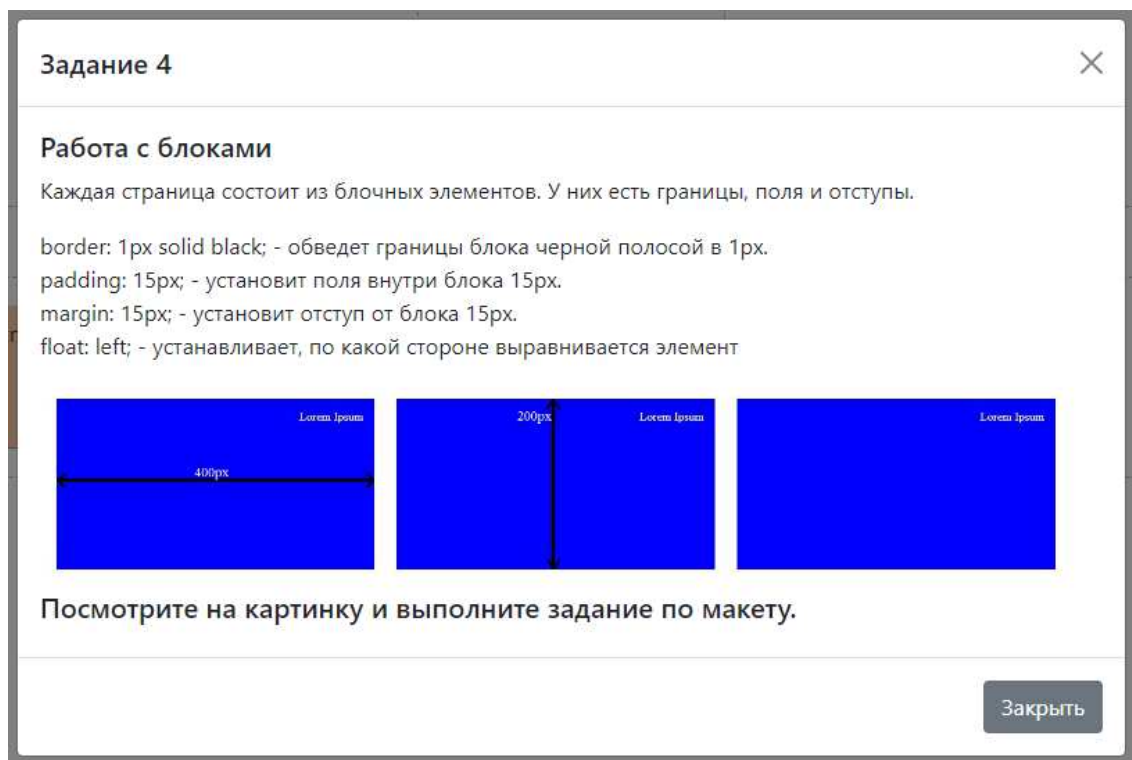 Задание 4
Работа с блоками
Каждая страница состоит из блочных элементов. У них есть границы, поля и отступы.
border: 1px solid black; - обведет границы блока черной полосой в 1px.
padding: 15px; - установит поля внутри блока 15px.
margin: 15px; - установит отступ от блока 15px.
float: left; - устанавливает, по какой стороне выравнивается элемент
Lorem Ipsum
400px
200px
Lorem Ipsum
Lorem Ipsum
Посмотрите на картинку и выполните задание по макету.
Закрыть